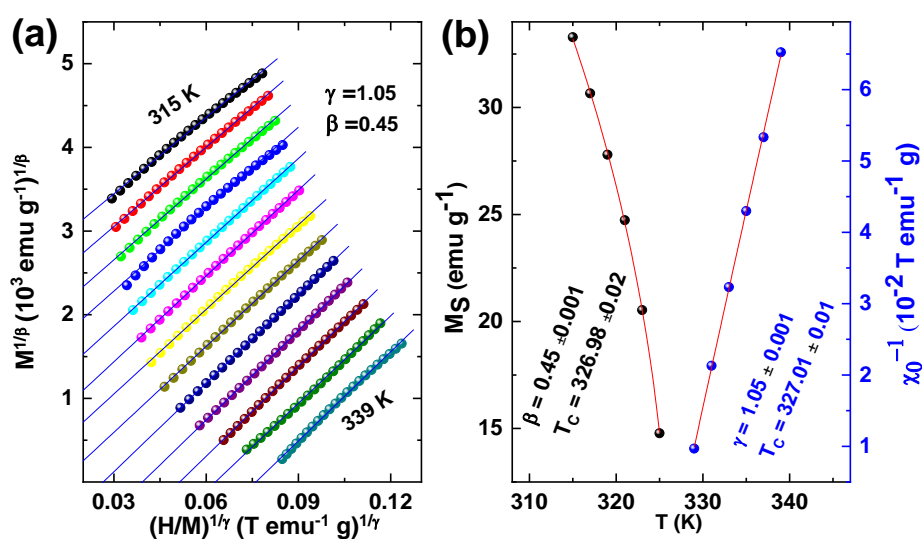 (a)
315 K
γ =1.05
β =0.45
339 K
M^1/β (10^3 emu g^-1)^1/β
5
4
3
2
1
0.03 0.06 0.09 0.12
(H/M)^1/γ (T emu^-1 g)^1/γ
(b)
M_S (emu g^-1)
30
25
20
15
310 320 330 340
T (K)
β = 0.45 ±0.001
T_C = 326.98 ±0.02
γ = 1.05 ± 0.001
T_C = 327.01 ± 0.01
6
5
4
3
2
1
χ_0^-1 (10^-2 T emu^-1 g)